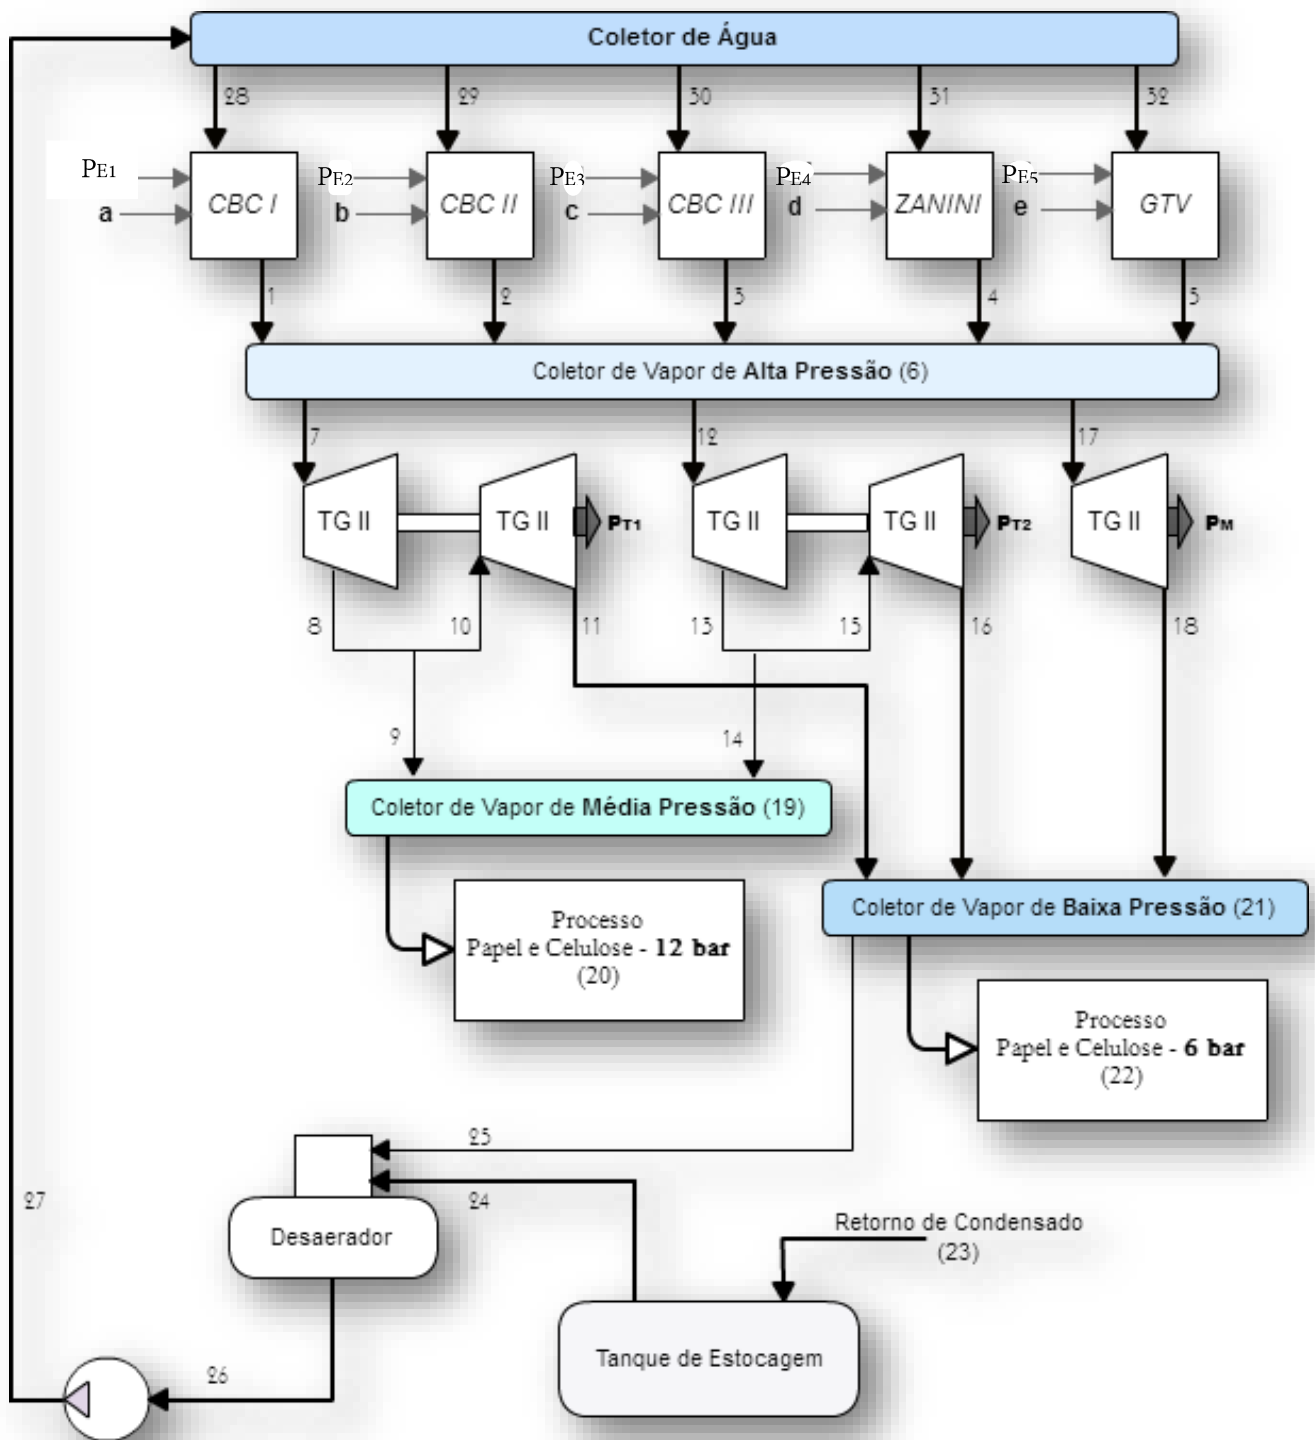 Coletor de Água
28
29
30
31
32
PE1
PE2
PE3
PE4
PE5
a
b
c
d
e
CBC I
CBC II
CBC III
ZANINI
GTV
1
2
3
4
5
Coletor de Vapor de Alta Pressão (6)
7
12
17
TG II
TG II
PT1
TG II
TG II
PT2
TG II
PM
8
10
11
13
15
16
18
9
14
Coletor de Vapor de Média Pressão (19)
Coletor de Vapor de Baixa Pressão (21)
Processo
Papel e Celulose - 12 bar
(20)
Processo
Papel e Celulose - 6 bar
(22)
25
24
27
Desaerador
Retorno de Condensado
(23)
Tanque de Estocagem
26